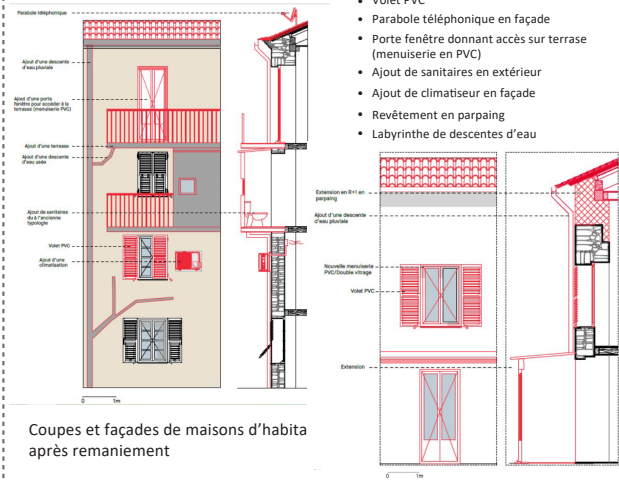 • Volet PVC
• Parabole téléphonique en façade
• Porte fenêtre donnant accès sur terrase
(menuiserie en PVC)
• Ajout de sanitaires en extérieur
• Ajout de climatiseur en façade
• Revêtement en parpaing
• Labyrinthe de descentes d'eau
Parabole téléphonique
Ajout d'une descente
d'eau pluviale
Ajout d'une porte
fenêtre pour accéder à la
terrasse (menuiserie PVC)
Ajout d'une terrasse
Ajout d'une descente
d'eau usée
Ajout de sanitaires
du à l'ancienne
typologie
Volet PVC
Ajout d'une
climatisation
0 1m
Extension en R+1 en
parpaing
Ajout d'une descente
d'eau pluviale
Nouvelle menuiserie
PVC/Double vitrage
Volet PVC
Extension
0 1m
Coupes et façades de maisons d'habita
après remaniement